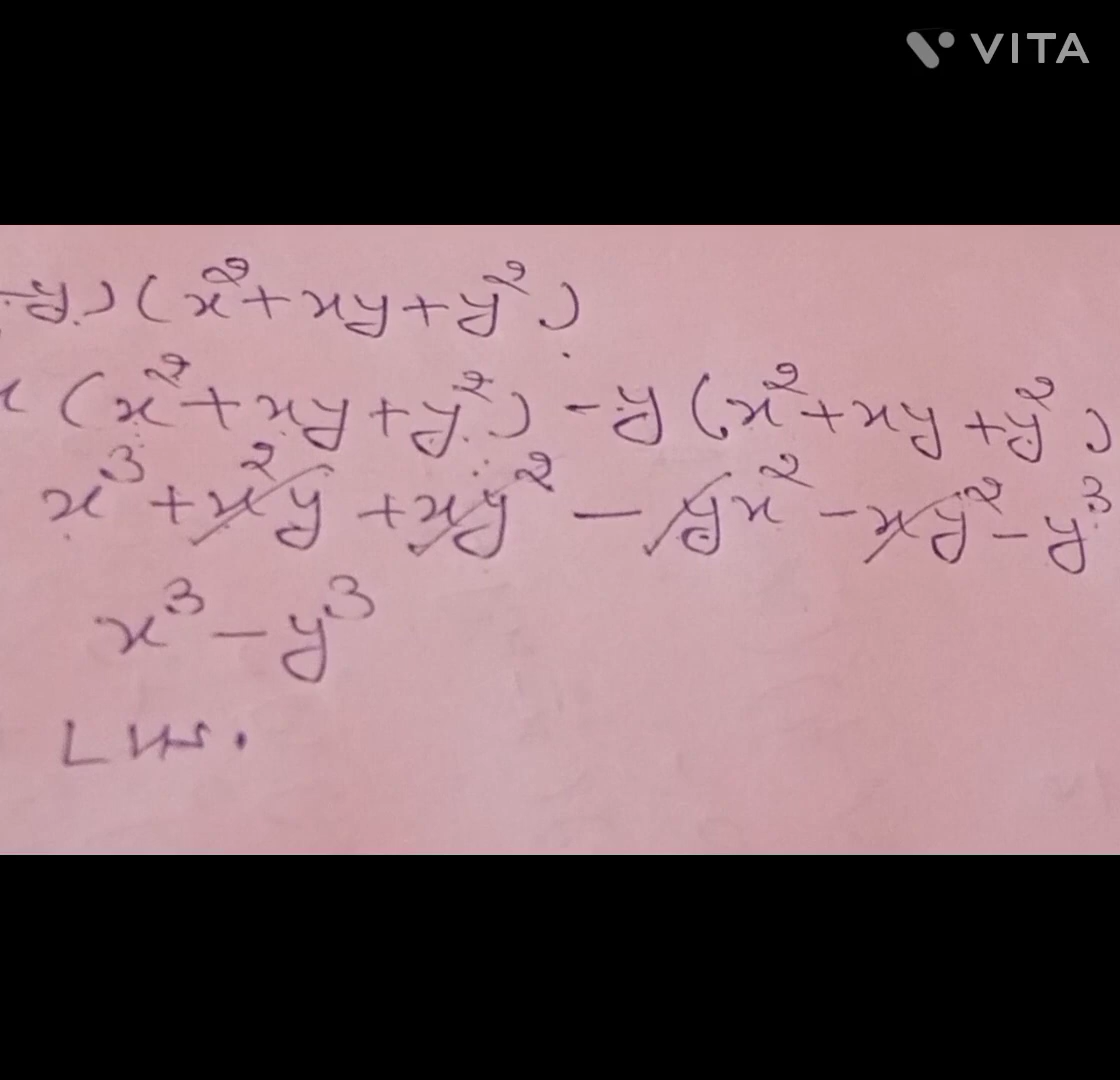 VITA
-y) (x²+xy+y²)
x (x²+xy+y²) -y (x²+xy+y²)
x³ +x²y +xy² - yx² -xy² - y³
x³ - y³
LHS.